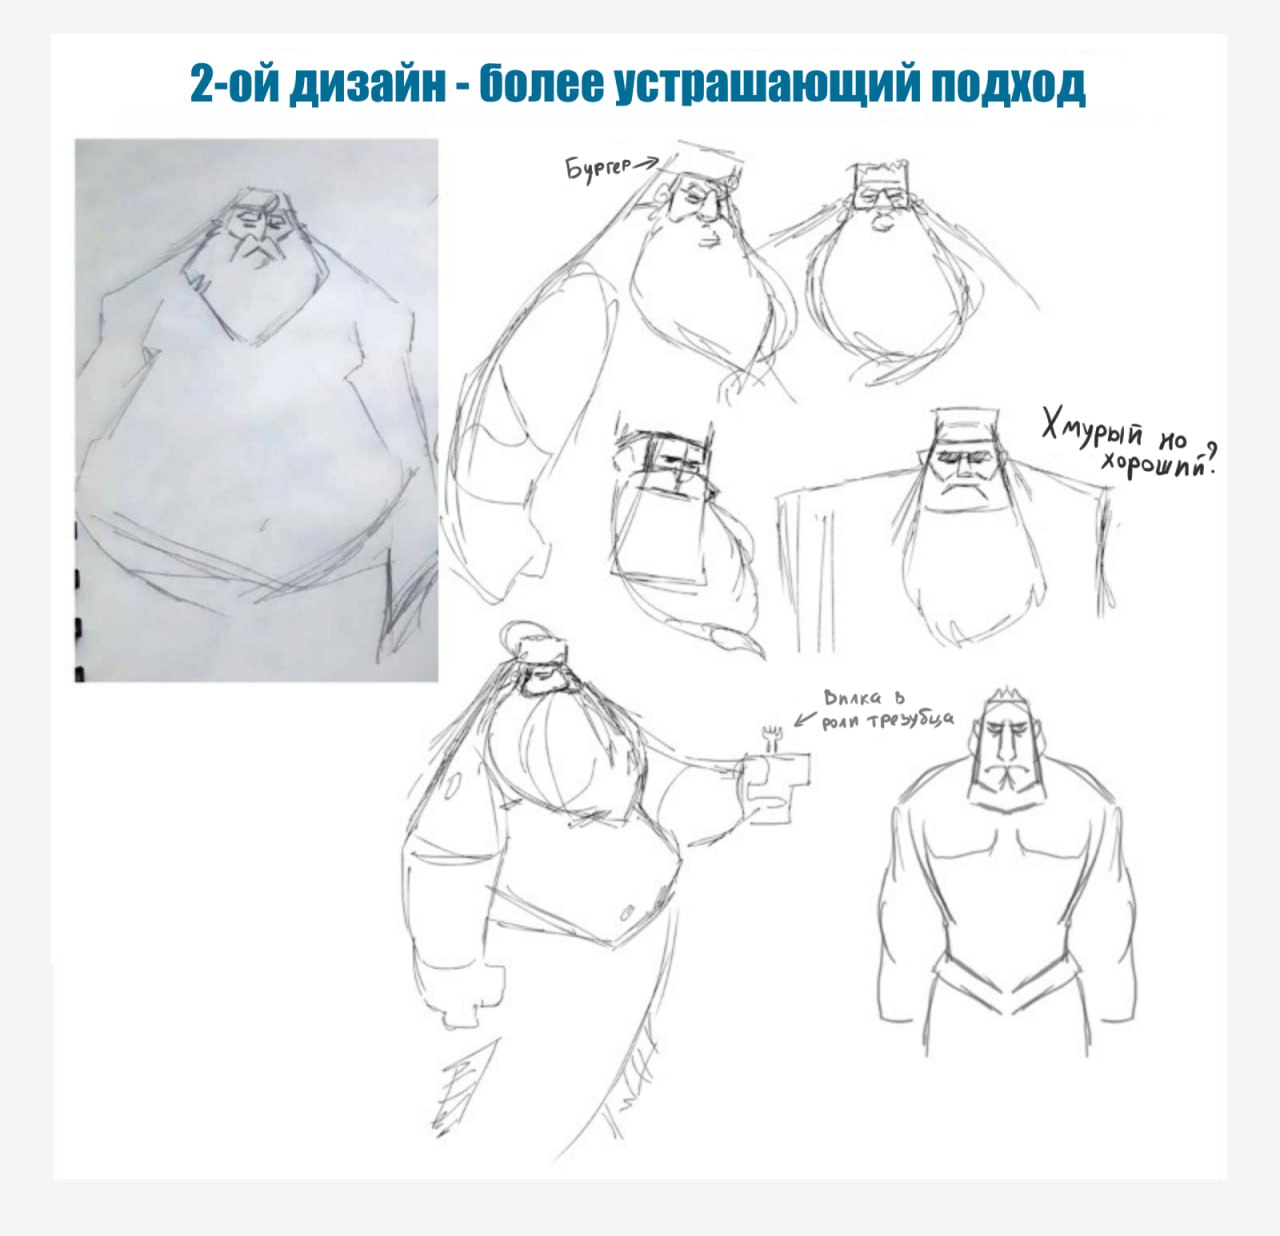 2-ой дизайн - более устрашающий подход
Бургер
Хмурый но
хороший?
Вилка в
роли трезубца